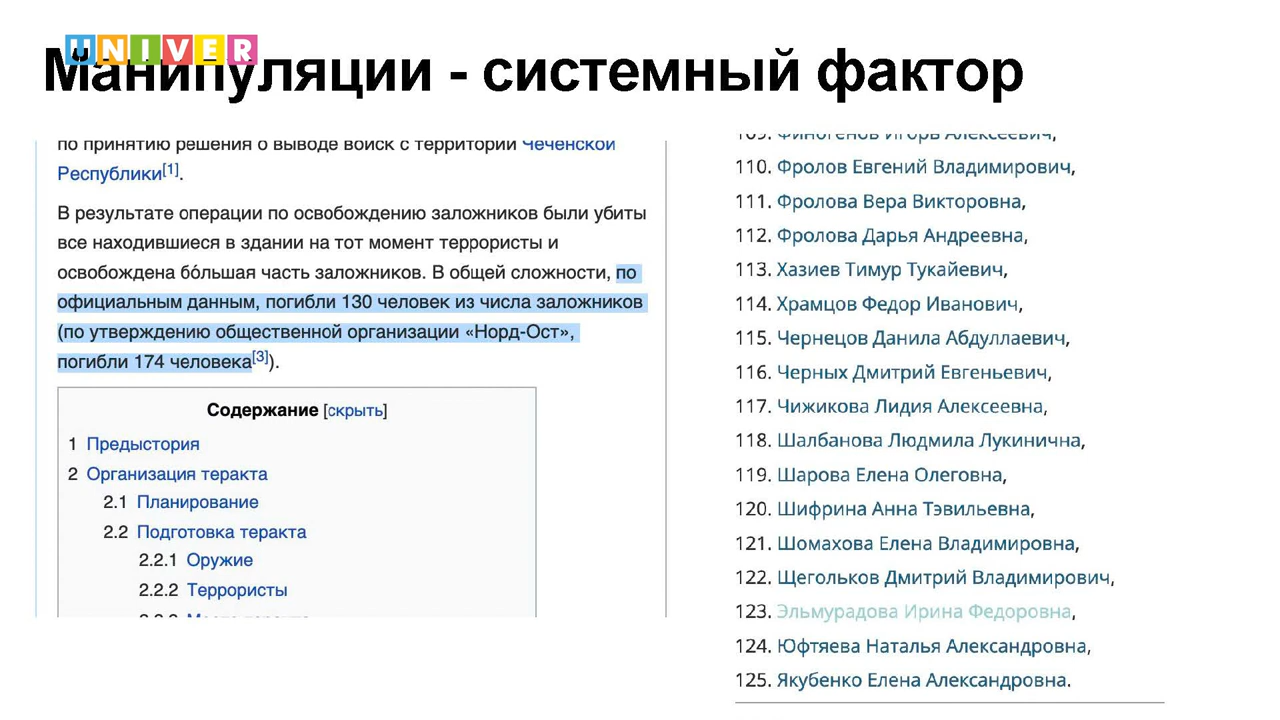 UNIVER
Манипуляции - системный фактор
по принятию решения о выводе войск с территории Чеченской
Республики[1].
В результате операции по освобождению заложников были убиты
все находившиеся в здании на тот момент террористы и
освобождена бо́льшая часть заложников. В общей сложности, по
официальным данным, погибли 130 человек из числа заложников
(по утверждению общественной организации «Норд-Ост»,
погибли 174 человека[3]).
Содержание [скрыть]
1 Предыстория
2 Организация теракта
2.1 Планирование
2.2 Подготовка теракта
2.2.1 Оружие
2.2.2 Террористы
109. Финогенов Игорь Алексеевич,
110. Фролов Евгений Владимирович,
111. Фролова Вера Викторовна,
112. Фролова Дарья Андреевна,
113. Хазиев Тимур Тукайевич,
114. Храмцов Федор Иванович,
115. Чернецов Данила Абдуллаевич,
116. Черных Дмитрий Евгеньевич,
117. Чижикова Лидия Алексеевна,
118. Шалбанова Людмила Лукинична,
119. Шарова Елена Олеговна,
120. Шифрина Анна Тэвильевна,
121. Шомахова Елена Владимировна,
122. Щегольков Дмитрий Владимирович,
123. Эльмурадова Ирина Федоровна,
124. Юфтяева Наталья Александровна,
125. Якубенко Елена Александровна.